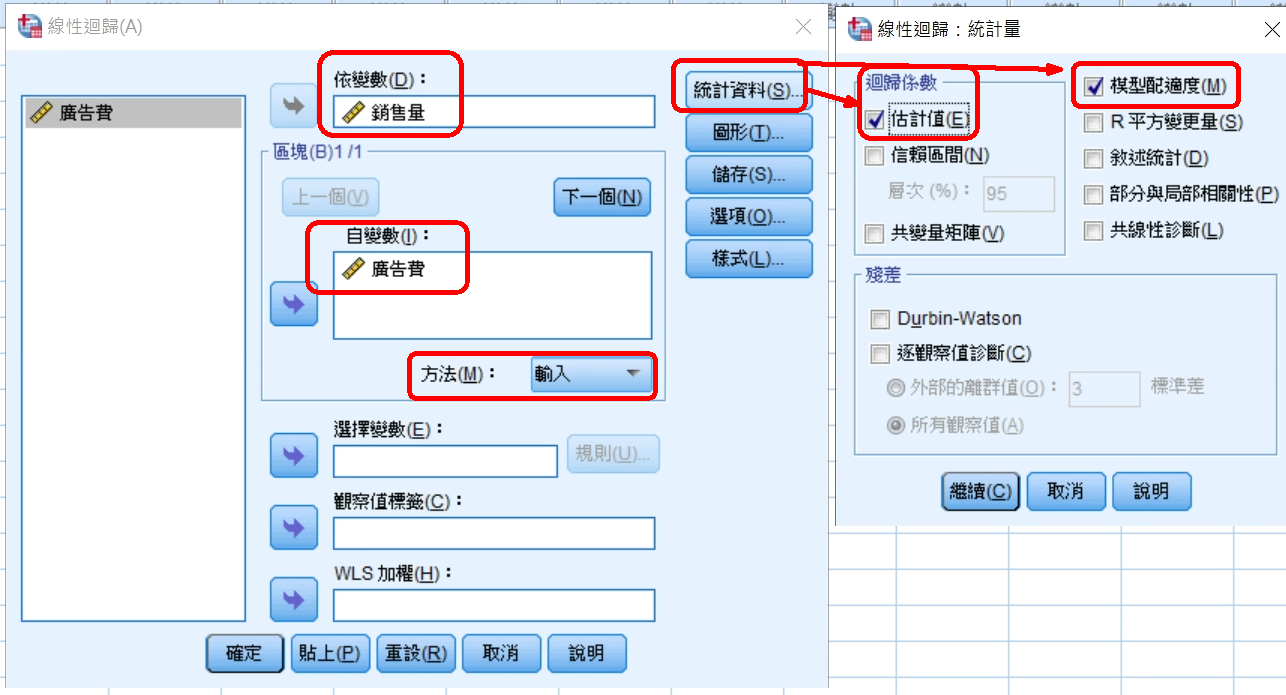 線性迴歸(A)
廣告費
依變數(D)：
銷售量
區塊(B)1 /1
上一個(V)
下一個(N)
自變數(I)：
廣告費
方法(M)：
輸入
選擇變數(E)：
規則(U)...
觀察值標籤(C)：
WLS 加權(H)：
統計資料(S)...
圖形(T)...
儲存(S)...
選項(O)...
樣式(L)...
確定
貼上(P)
重設(R)
取消
說明
線性迴歸：統計量
迴歸係數
估計值(E)
信賴區間(N)
層次 (%)：
95
共變量矩陣(V)
模型配適度(M)
R 平方變更量(S)
敘述統計(D)
部分與局部相關性(P)
共線性診斷(L)
殘差
Durbin-Watson
逐觀察值診斷(C)
外部的離群值(O)：
3
標準差
所有觀察值(A)
繼續(C)
取消
說明